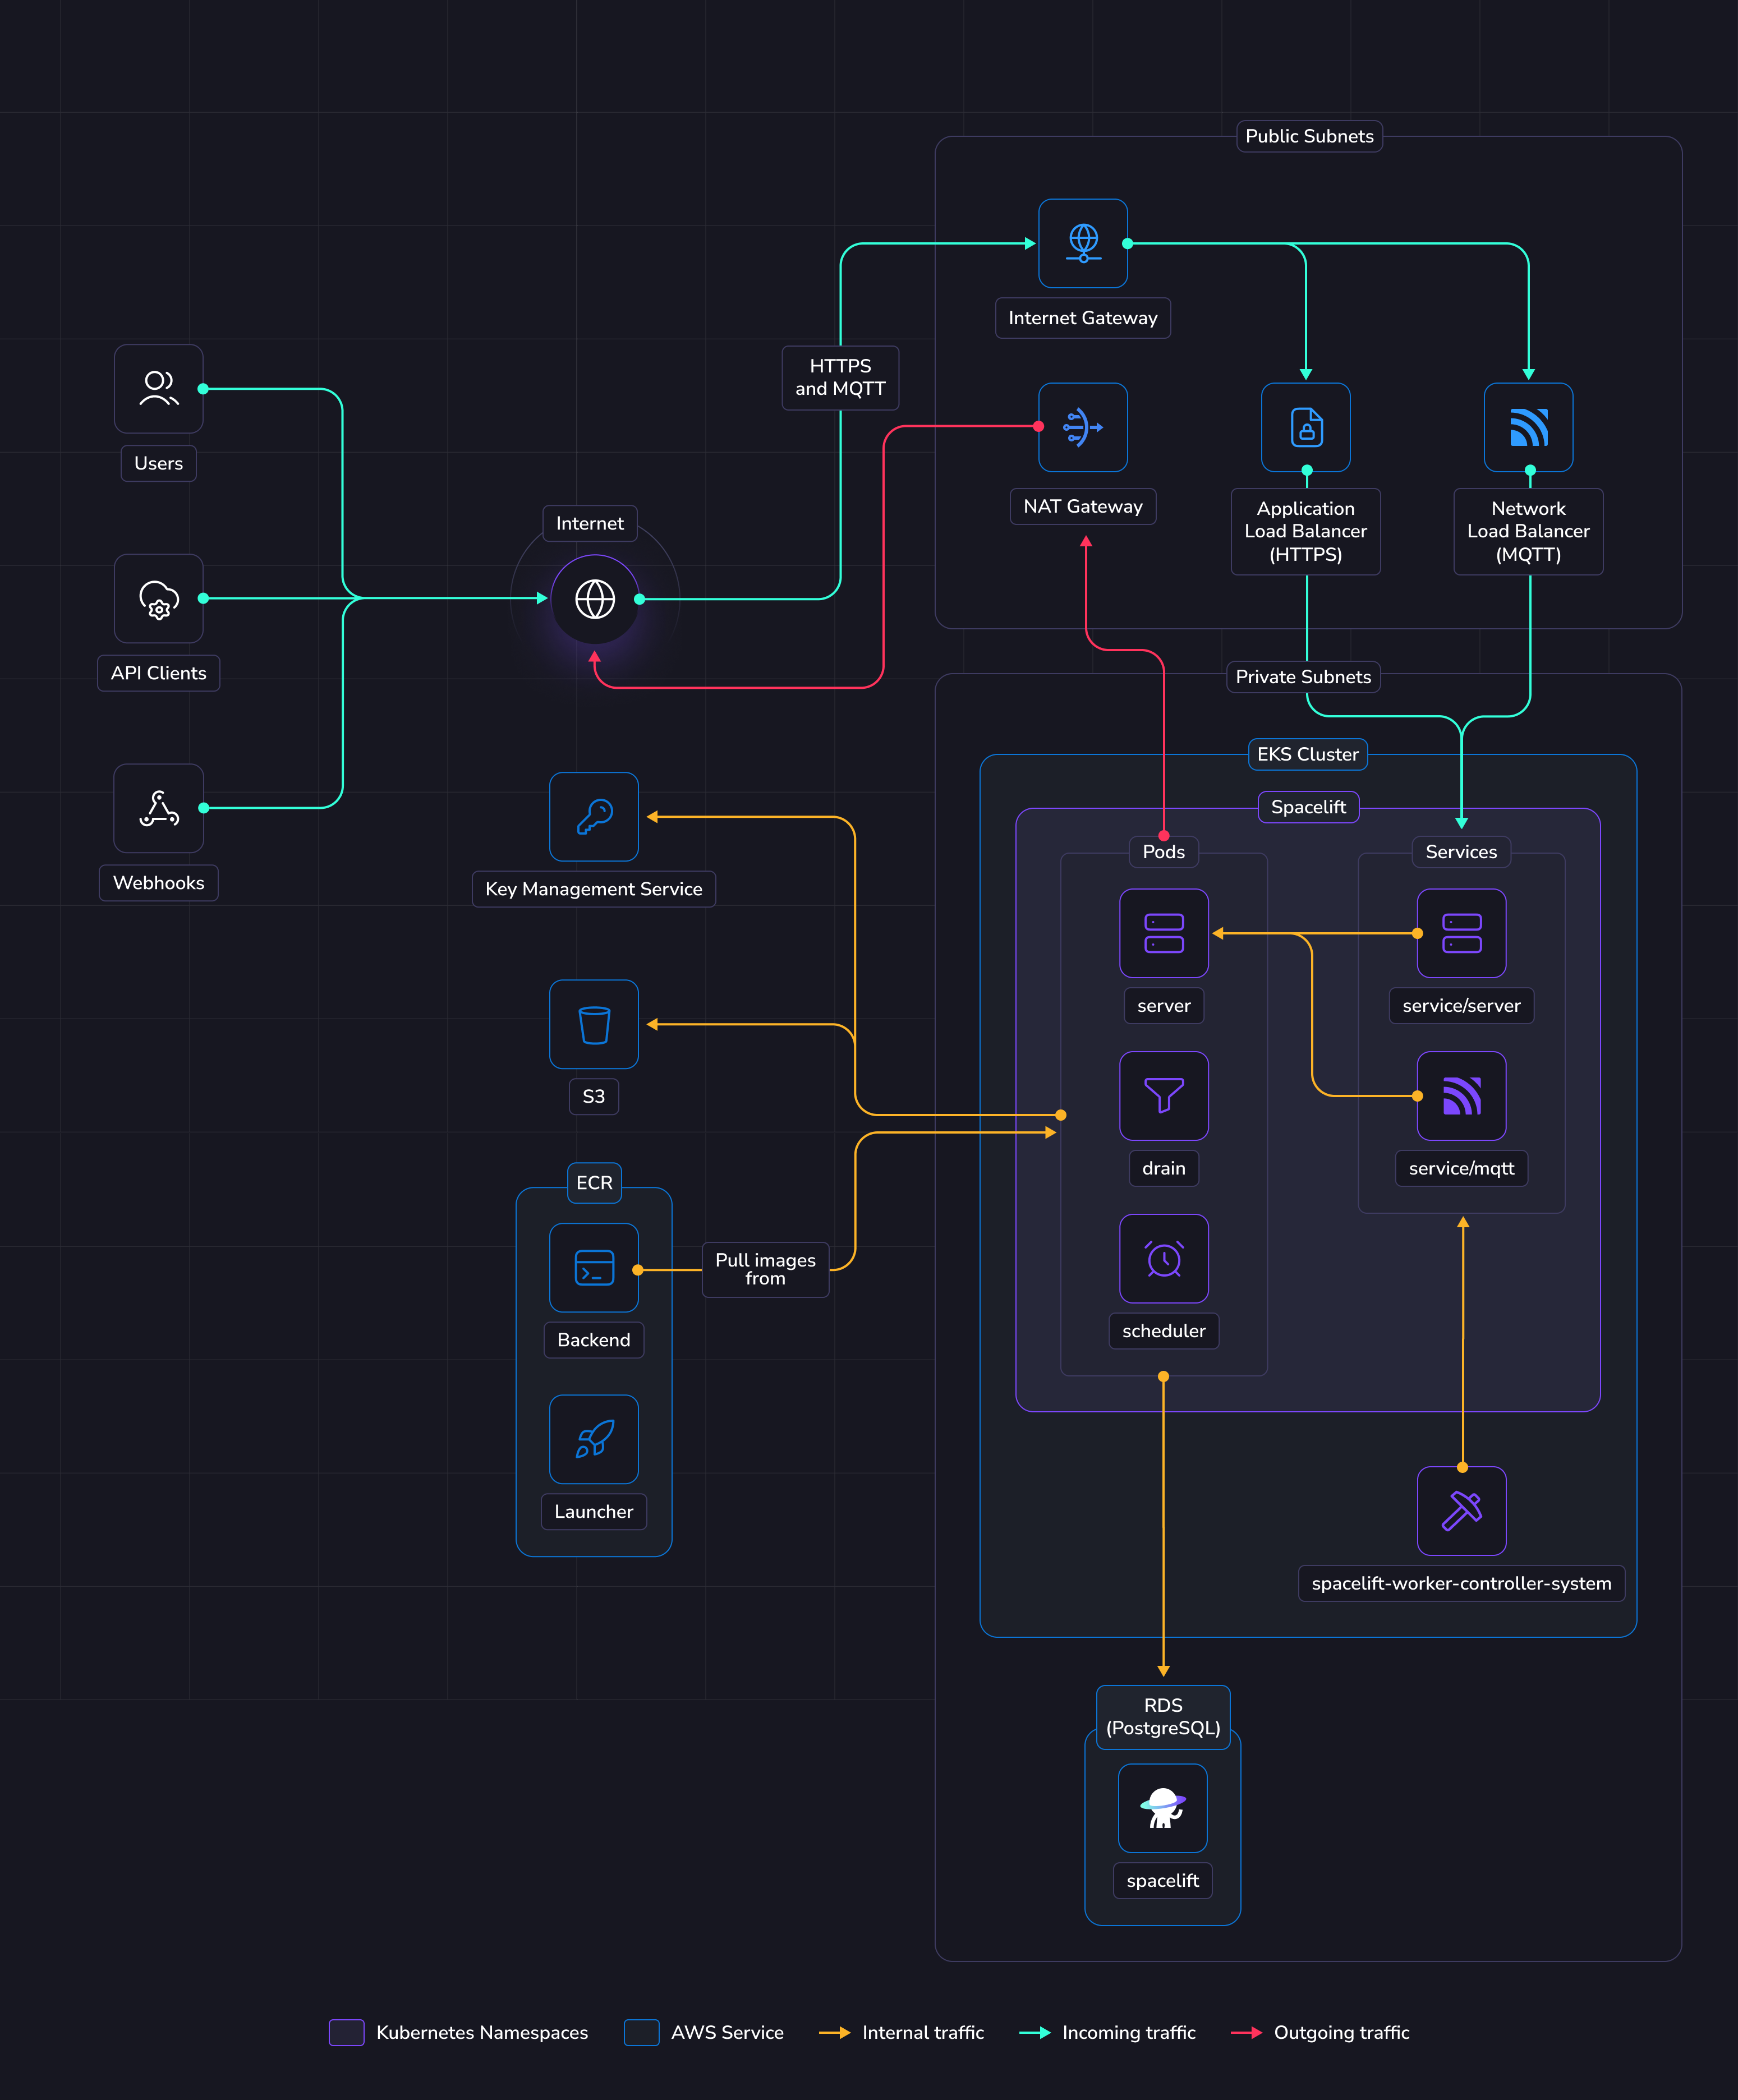 Public Subnets
Internet Gateway
HTTPS
and MQTT
Users
NAT Gateway
Application
Load Balancer
(HTTPS)
Network
Load Balancer
(MQTT)
Internet
API Clients
Private Subnets
EKS Cluster
Spacelift
Webhooks
Key Management Service
Pods
Services
server
service/server
S3
drain
service/mqtt
ECR
Pull images
from
Backend
scheduler
Launcher
spacelift-worker-controller-system
RDS
(PostgreSQL)
spacelift
Kubernetes Namespaces
AWS Service
Internal traffic
Incoming traffic
Outgoing traffic